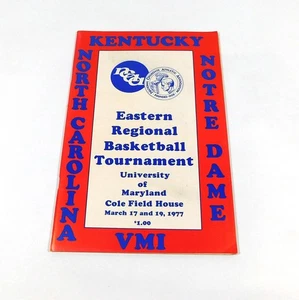 KENTUCKY
NORTH CAROLINA
NOTRE DAME
NCAA
Eastern
Regional
Basketball
Tournament
University
of
Maryland
Cole Field House
March 17 and 19, 1977
$1.00
VMI